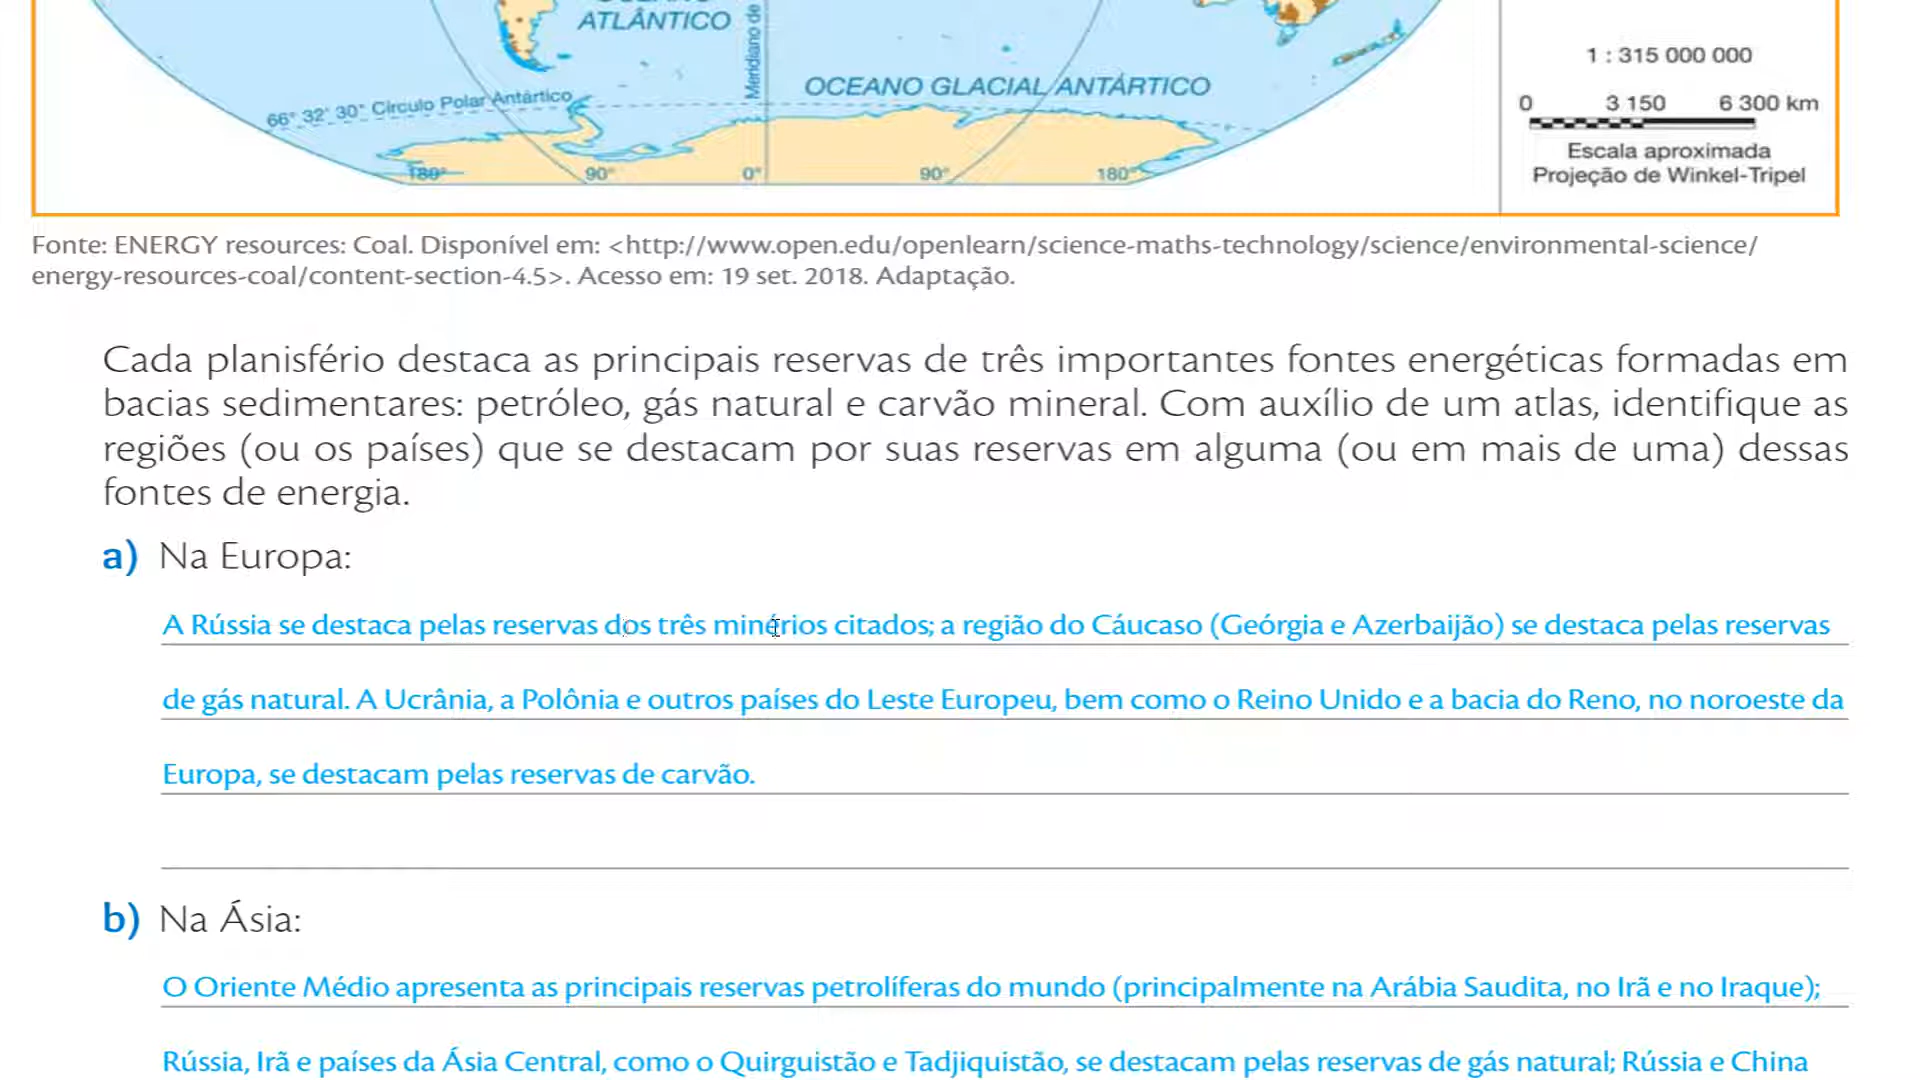 ATLÂNTICO
Meridiano de
OCEANO GLACIAL ANTÁRTICO
66° 32' 30" Círculo Polar Antártico
180° 90° 0° 90° 180°
1 : 315 000 000
0 3 150 6 300 km
Escala aproximada
Projeção de Winkel-Tripel
Fonte: ENERGY resources: Coal. Disponível em: <http://www.open.edu/openlearn/science-maths-technology/science/environmental-science/
energy-resources-coal/content-section-4.5>. Acesso em: 19 set. 2018. Adaptação.
Cada planisfério destaca as principais reservas de três importantes fontes energéticas formadas em
bacias sedimentares: petróleo, gás natural e carvão mineral. Com auxílio de um atlas, identifique as
regiões (ou os países) que se destacam por suas reservas em alguma (ou em mais de uma) dessas
fontes de energia.
a) Na Europa:
A Rússia se destaca pelas reservas dos três minérios citados; a região do Cáucaso (Geórgia e Azerbaijão) se destaca pelas reservas
de gás natural. A Ucrânia, a Polônia e outros países do Leste Europeu, bem como o Reino Unido e a bacia do Reno, no noroeste da
Europa, se destacam pelas reservas de carvão.
b) Na Ásia:
O Oriente Médio apresenta as principais reservas petrolíferas do mundo (principalmente na Arábia Saudita, no Irã e no Iraque);
Rússia, Irã e países da Ásia Central, como o Quirguistão e Tadjiquistão, se destacam pelas reservas de gás natural; Rússia e China